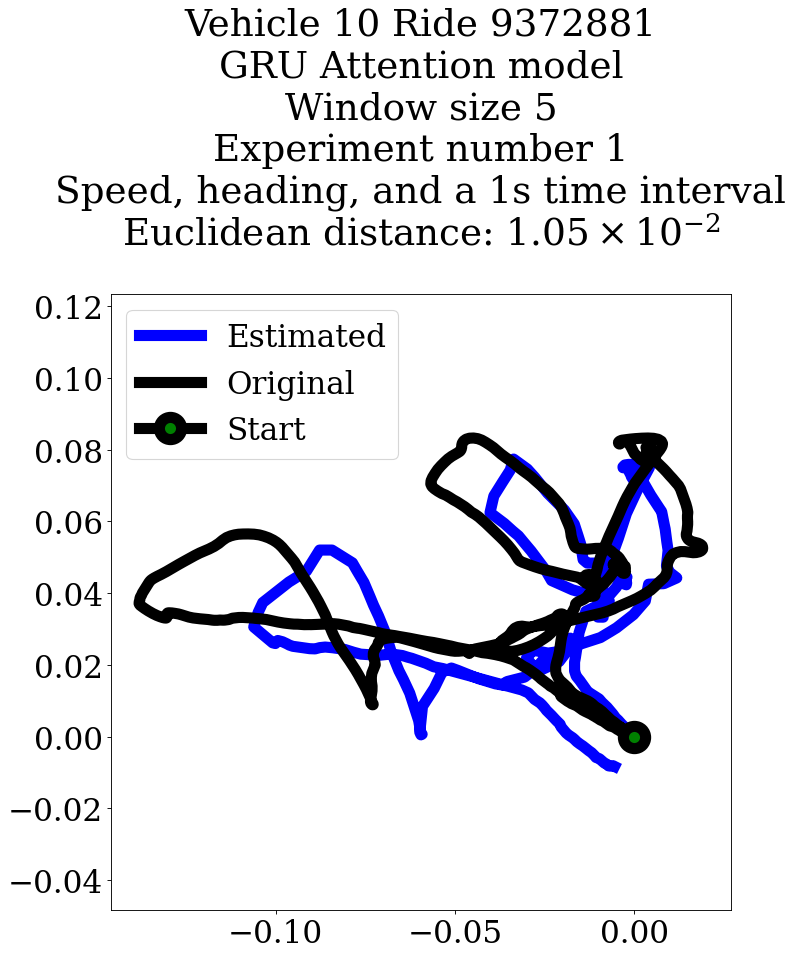 Vehicle 10 Ride 9372881
GRU Attention model
Window size 5
Experiment number 1
Speed, heading, and a 1s time interval
Euclidean distance: 1.05 × 10⁻²
Estimated
Original
Start
0.12
0.10
0.08
0.06
0.04
0.02
0.00
−0.02
−0.04
−0.10 −0.05 0.00